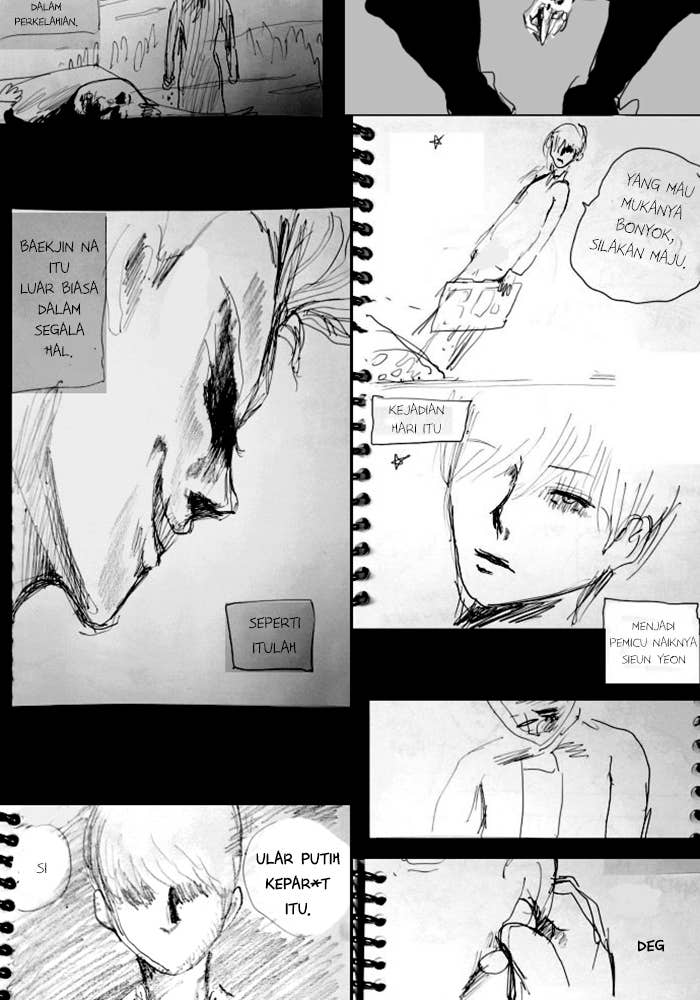 DALAM
PERKELAHIAN.
BAEKJIN NA
ITU
LUAR BIASA
DALAM
SEGALA
HAL.
SEPERTI
ITULAH
SI
ULAR PUTIH
KEPAR*T
ITU.
YANG MAU
MUKANYA
BONYOK,
SILAKAN MAJU.
KEJADIAN
HARI ITU
MENJADI
PEMICU NAIKNYA
SIEUN YEON
DEG